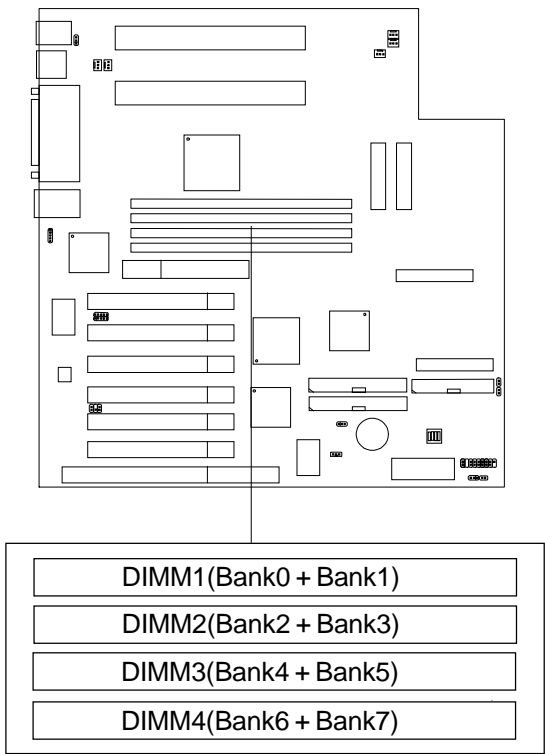 DIMM1(Bank0 + Bank1)
DIMM2(Bank2 + Bank3)
DIMM3(Bank4 + Bank5)
DIMM4(Bank6 + Bank7)